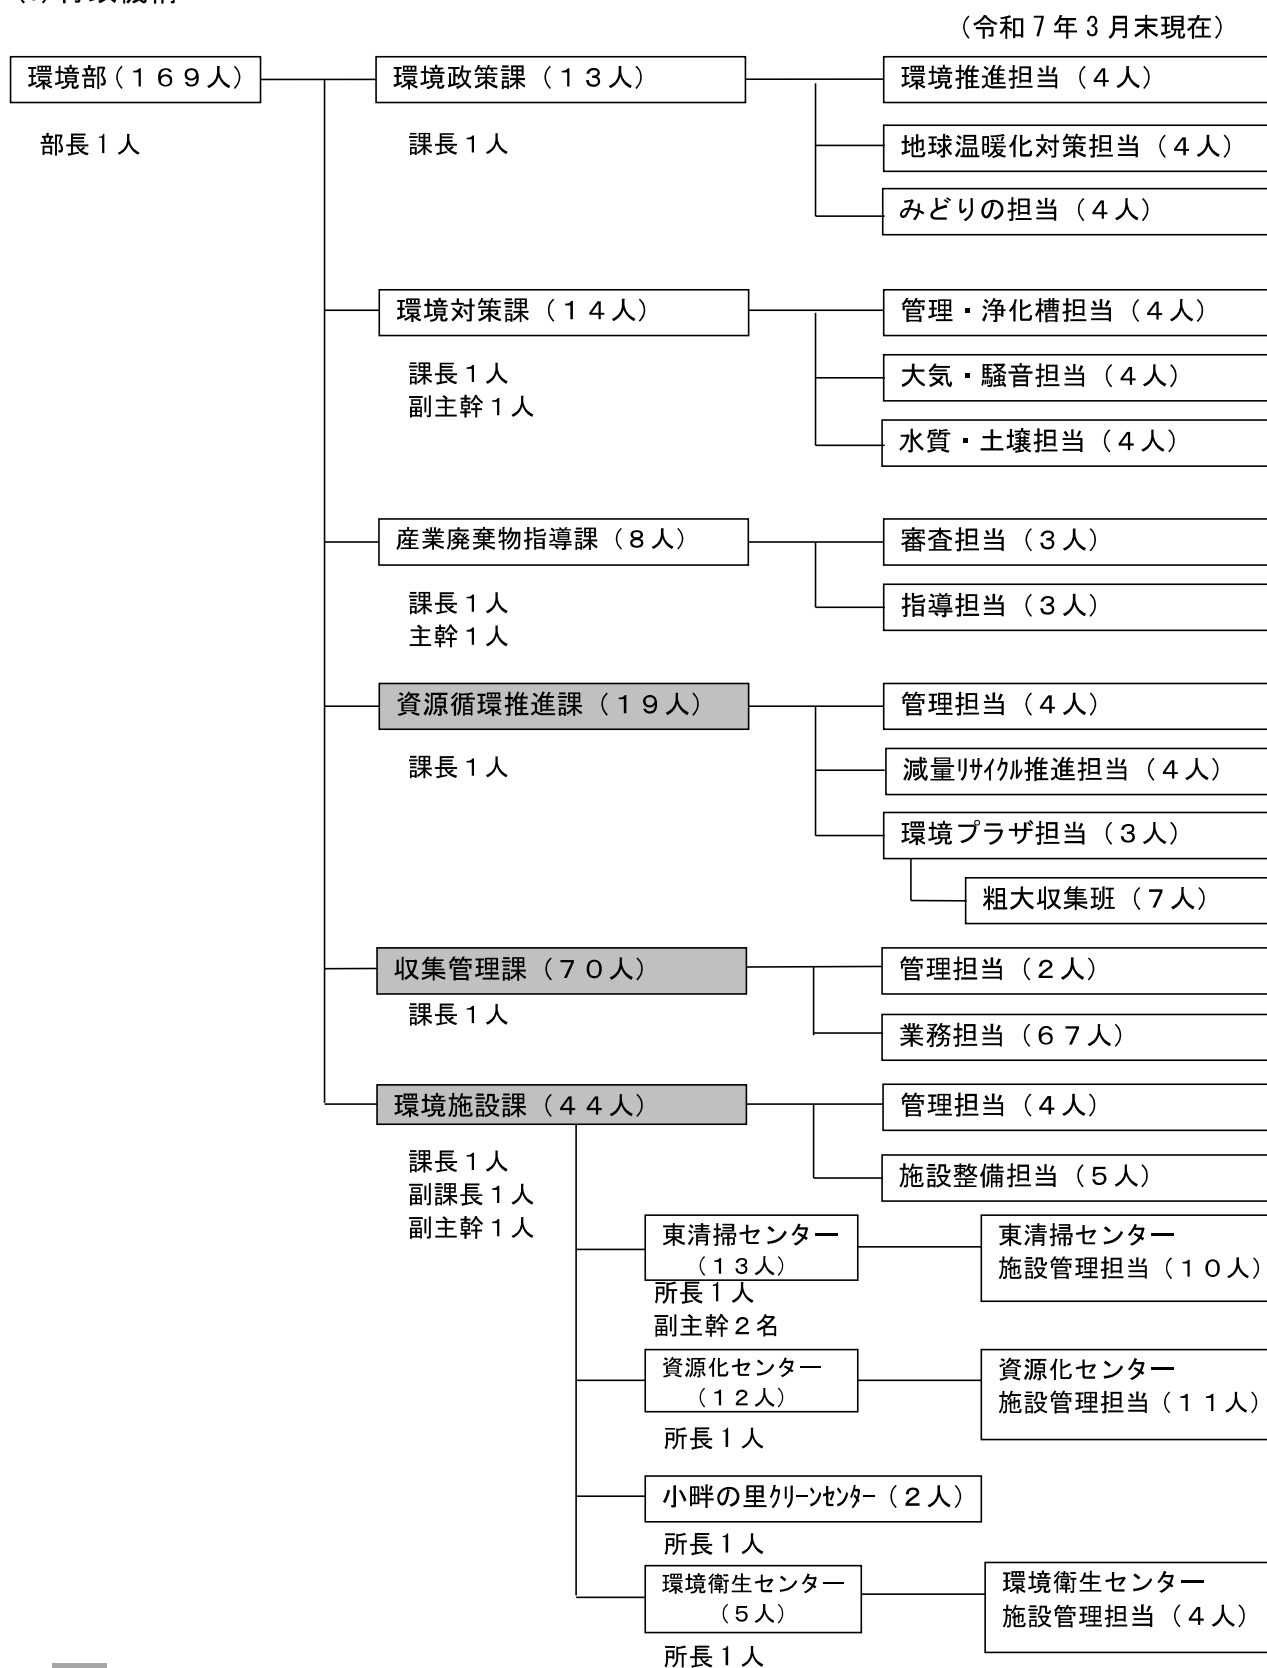 （令和７年３月末現在）
環境部（１６９人）
部長１人
環境政策課（１３人）
課長１人
環境推進担当（４人）
地球温暖化対策担当（４人）
みどりの担当（４人）
環境対策課（１４人）
課長１人
副主幹１人
管理・浄化槽担当（４人）
大気・騒音担当（４人）
水質・土壌担当（４人）
産業廃棄物指導課（８人）
課長１人
主幹１人
審査担当（３人）
指導担当（３人）
資源循環推進課（１９人）
課長１人
管理担当（４人）
減量ﾘｻｲｸﾙ推進担当（４人）
環境プラザ担当（３人）
粗大収集班（７人）
収集管理課（７０人）
課長１人
管理担当（２人）
業務担当（６７人）
環境施設課（４４人）
課長１人
副課長１人
副主幹１人
管理担当（４人）
施設整備担当（５人）
東清掃センター
（１３人）
所長１人
副主幹２名
東清掃センター
施設管理担当（１０人）
資源化センター
（１２人）
所長１人
資源化センター
施設管理担当（１１人）
小畔の里ｸﾘｰﾝｾﾝﾀｰ（２人）
所長１人
環境衛生センター
（５人）
所長１人
環境衛生センター
施設管理担当（４人）